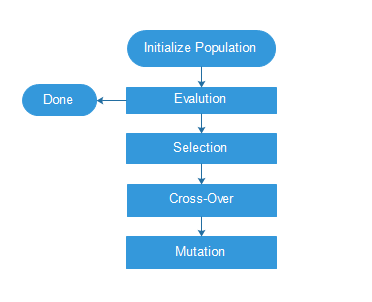 Initialize Population
Done
Evalution
Selection
Cross-Over
Mutation